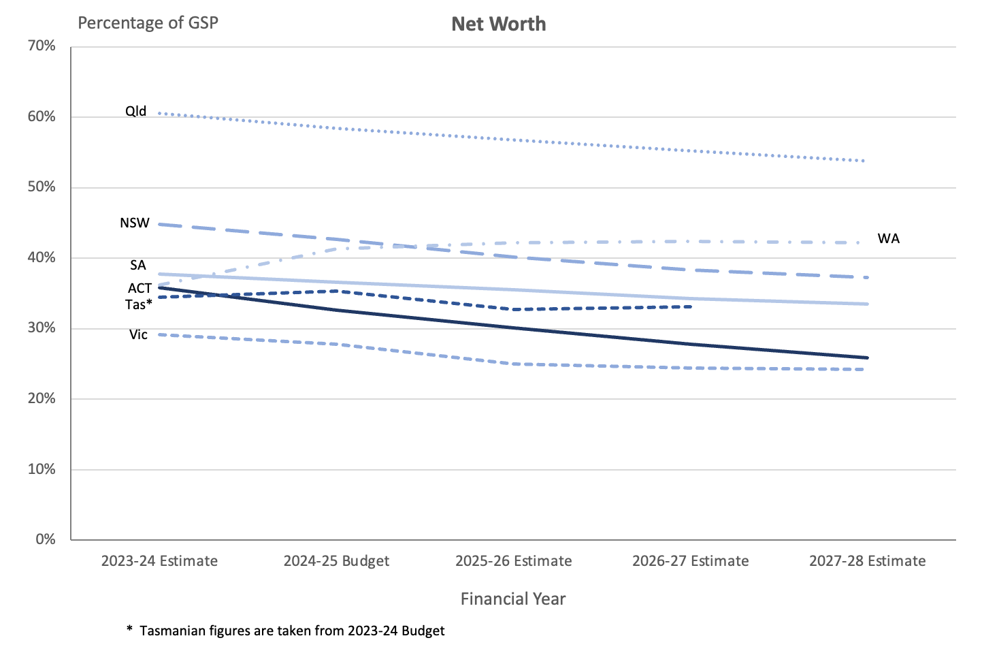 Percentage of GSP
Net Worth
70%
60%
50%
40%
30%
20%
10%
0%
Qld
NSW
WA
SA
ACT
Tas*
Vic
2023-24 Estimate
2024-25 Budget
2025-26 Estimate
2026-27 Estimate
2027-28 Estimate
Financial Year
* Tasmanian figures are taken from 2023-24 Budget